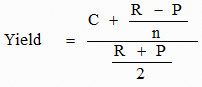 Yield = C + R − P
n
R + P
2